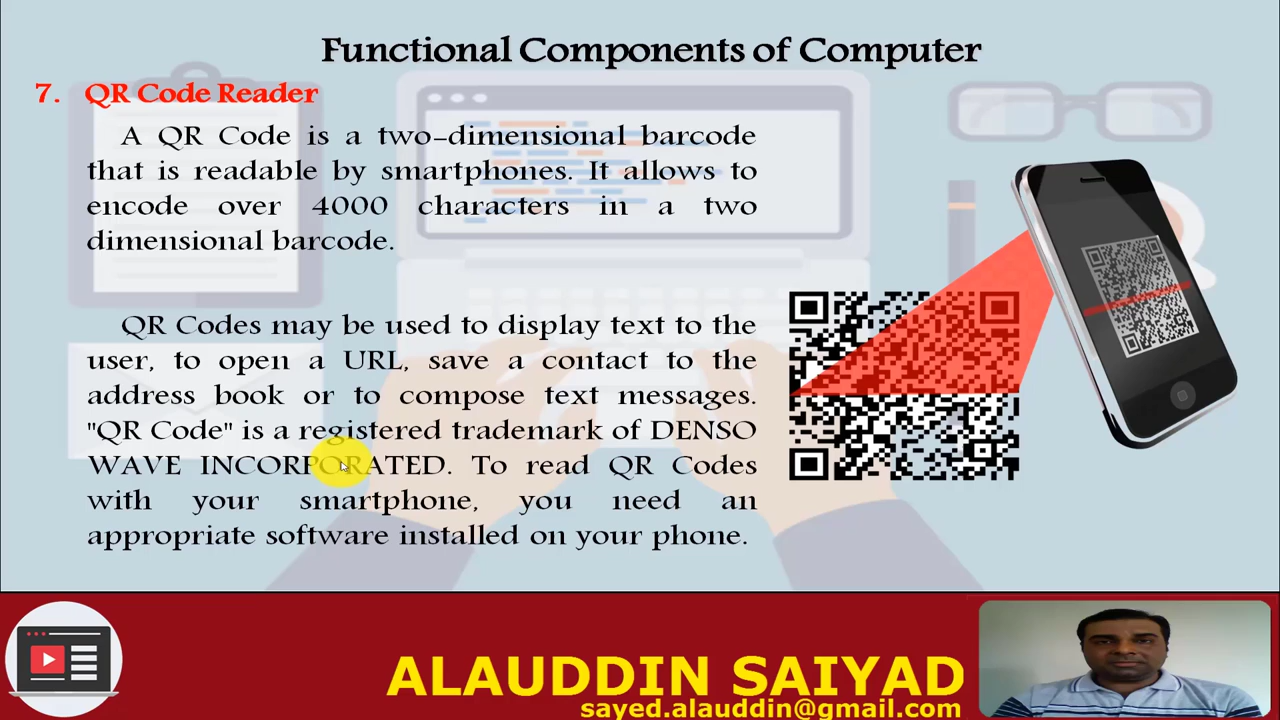 Functional Components of Computer
7. QR Code Reader
A QR Code is a two-dimensional barcode
that is readable by smartphones. It allows to
encode over 4000 characters in a two
dimensional barcode.
QR Codes may be used to display text to the
user, to open a URL, save a contact to the
address book or to compose text messages.
"QR Code" is a registered trademark of DENSO
WAVE INCORPORATED. To read QR Codes
with your smartphone, you need an
appropriate software installed on your phone.
ALAUDDIN SAIYAD
sayed.alauddin@gmail.com